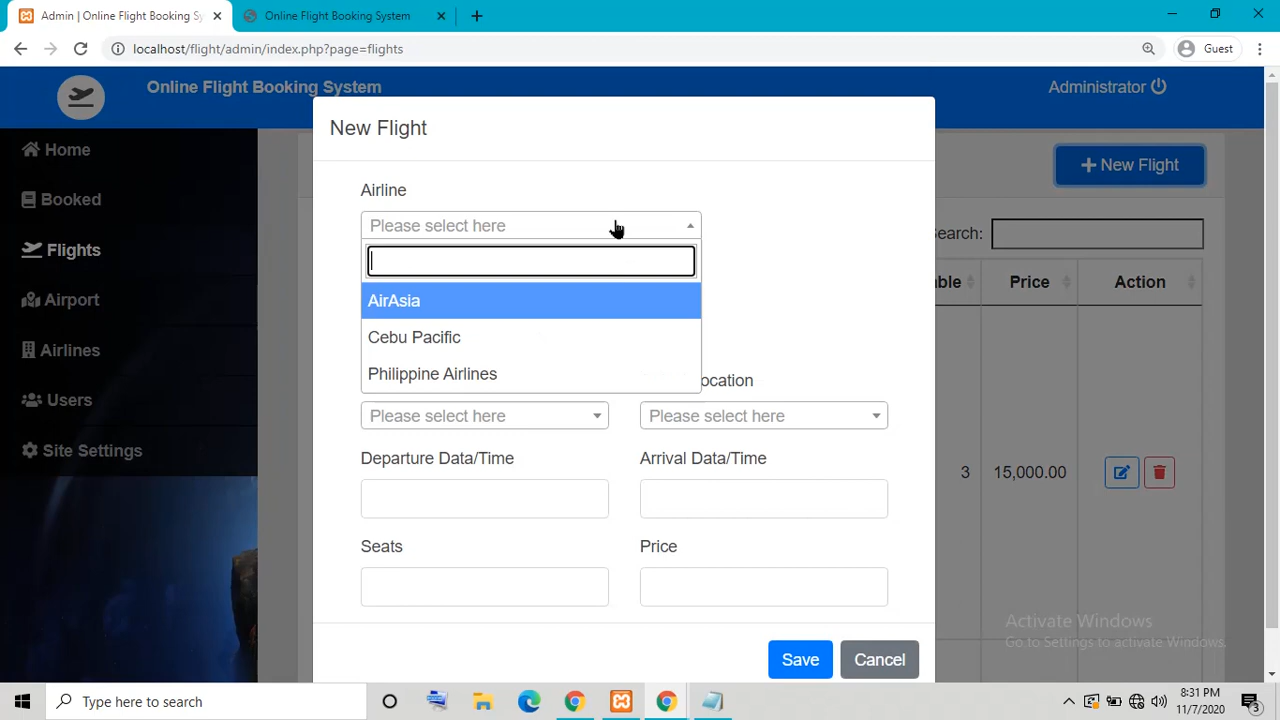 Admin | Online Flight Booking Sy
Online Flight Booking System
localhost/flight/admin/index.php?page=flights
Guest
Online Flight Booking System
Administrator
Home
Booked
Flights
Airport
Airlines
Users
Site Settings
New Flight
New Flight
Search:
Airline
Please select here
AirAsia
Cebu Pacific
Philippine Airlines
able
Price
Action
ocation
Please select here
Please select here
Departure Data/Time
Arrival Data/Time
3
15,000.00
Seats
Price
Save
Cancel
Activate Windows
Go to Settings to activate Windows.
Type here to search
8:31 PM
11/7/2020
3